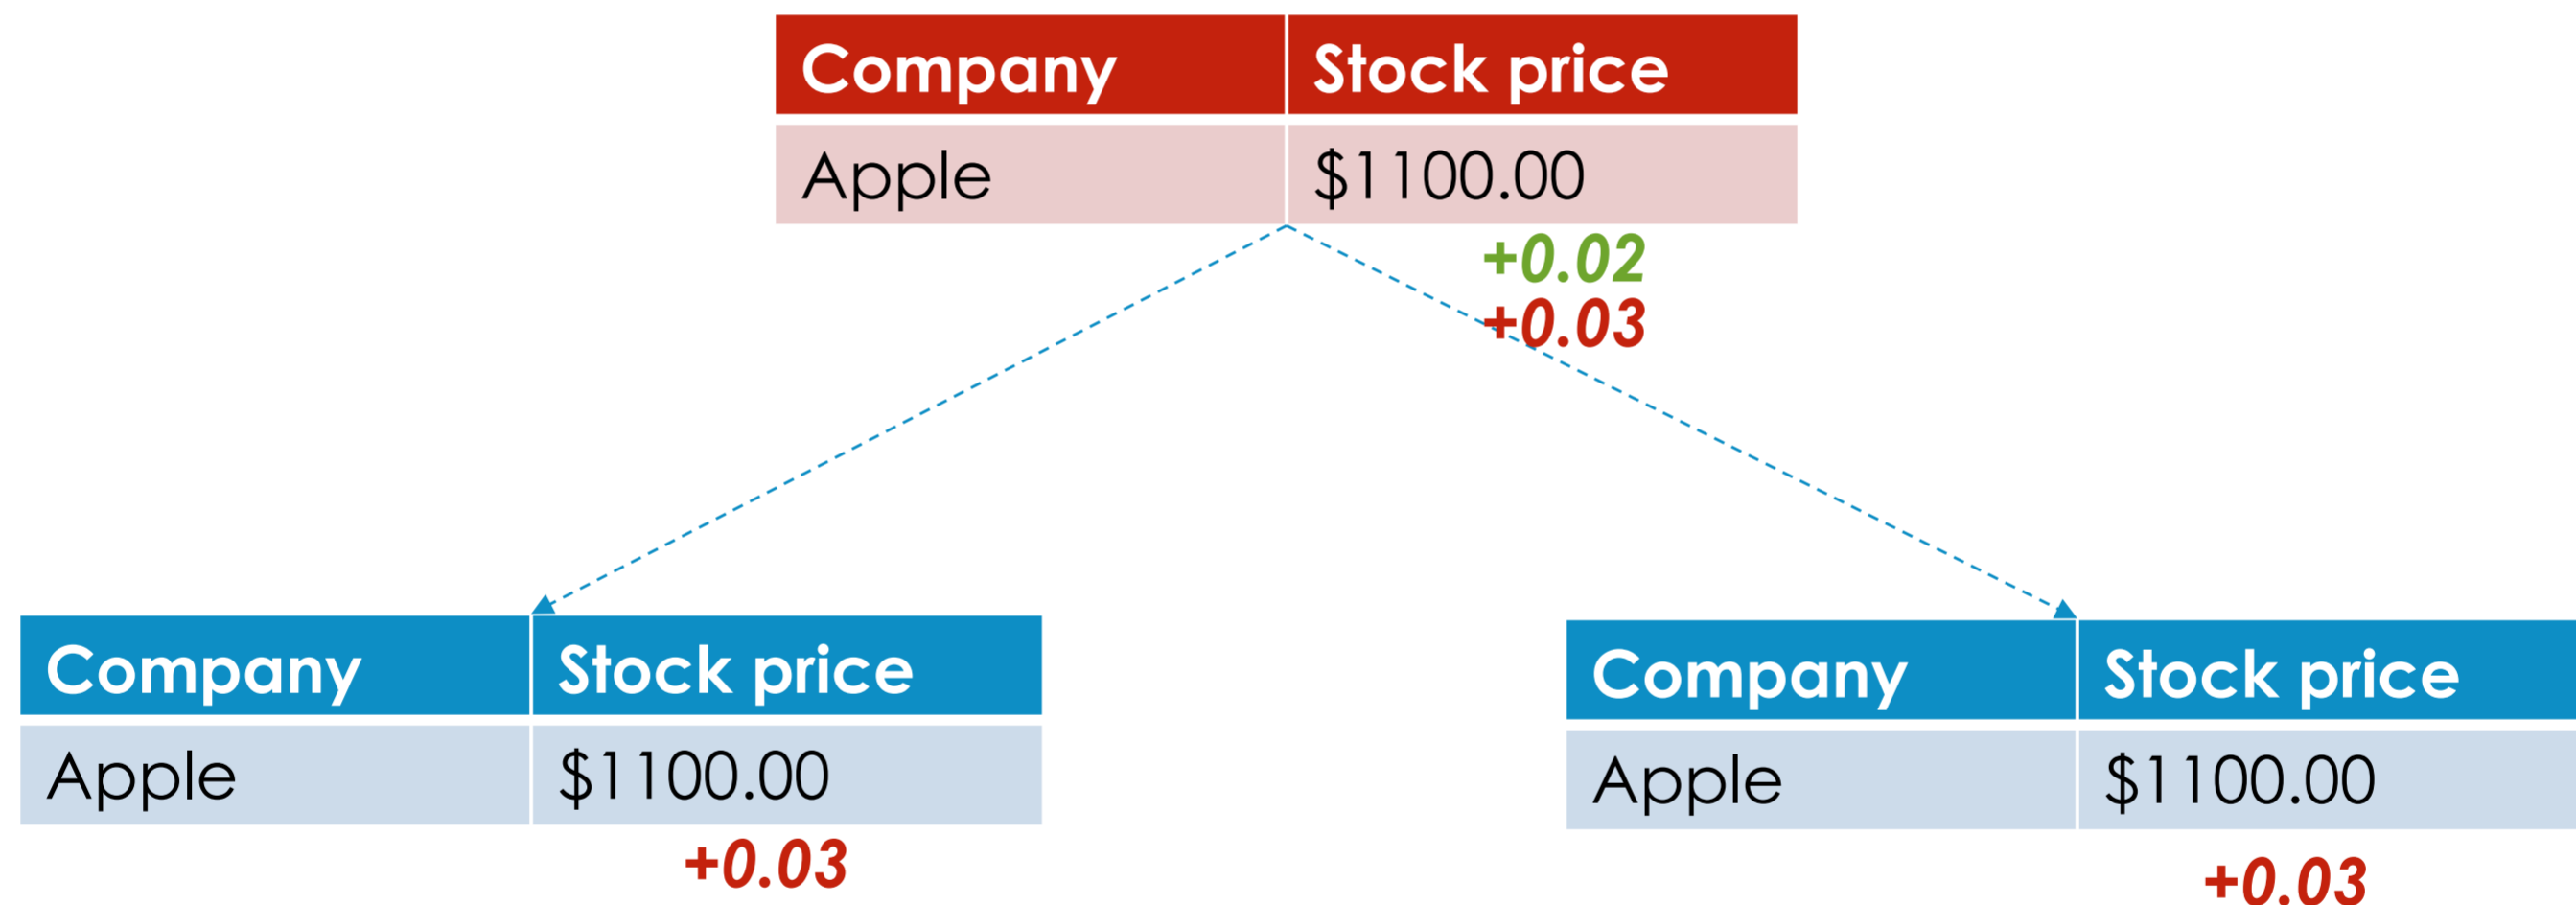 Company Stock price
Apple $1100.00
+0.02
+0.03
Company Stock price
Apple $1100.00
+0.03
Company Stock price
Apple $1100.00
+0.03